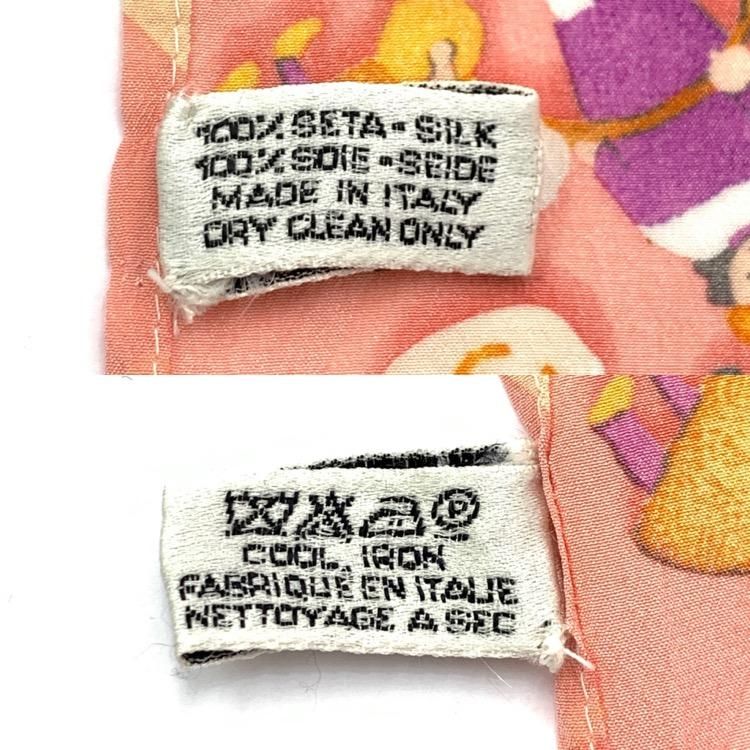 100% SETA - SILK
100% SOIE - SEIDE
MADE IN ITALY
DRY CLEAN ONLY
P
COOL IRON
FABRIQUE EN ITALIE
NETTOYAGE A SEC